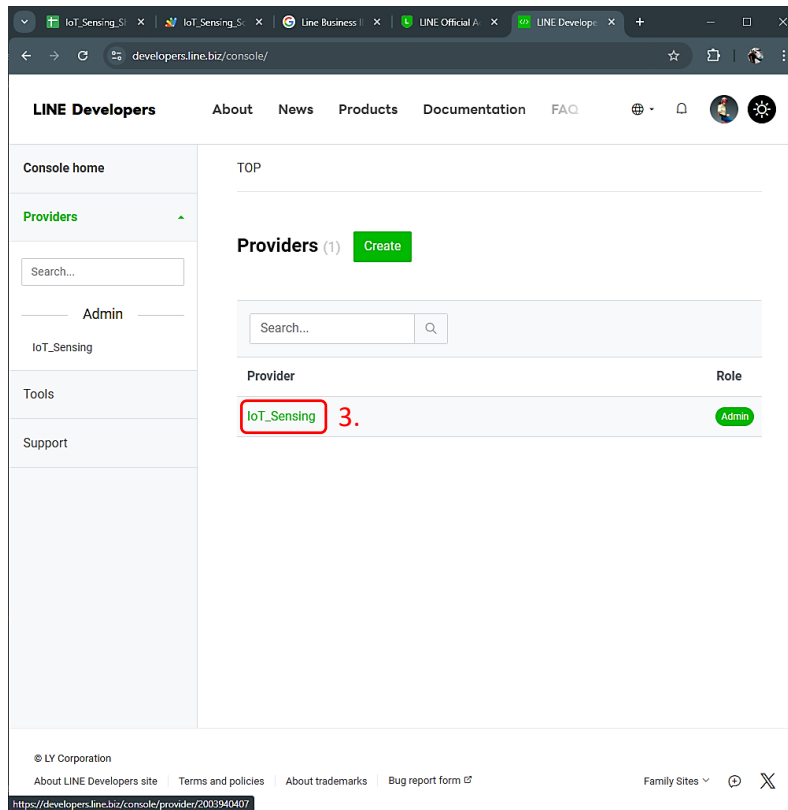 IoT_Sensing_S
IoT_Sensing_Sc
Line Business I
LINE Official A
LINE Develope
developers.line.biz/console/
LINE Developers
About
News
Products
Documentation
FAQ
Console home
Providers
Search...
Admin
IoT_Sensing
Tools
Support
TOP
Providers (1)
Create
Search...
Provider
Role
IoT_Sensing
3.
Admin
© LY Corporation
About LINE Developers site
Terms and policies
About trademarks
Bug report form
Family Sites
https://developers.line.biz/console/provider/2003940407